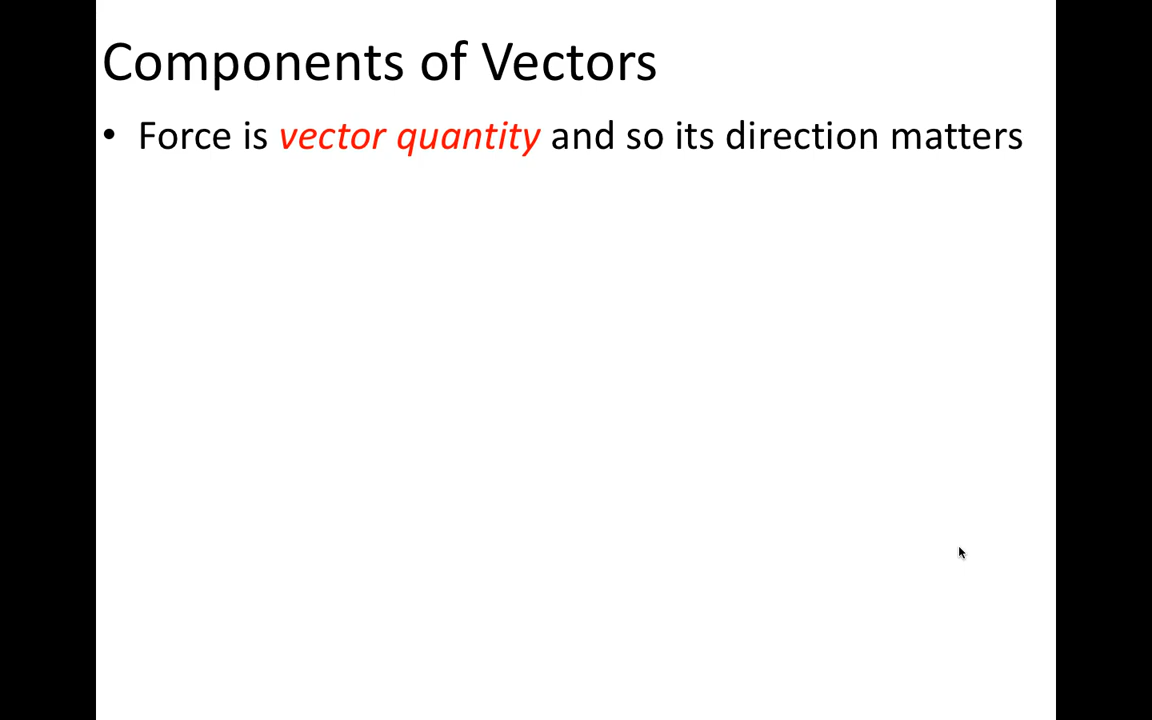 Components of Vectors
• Force is vector quantity and so its direction matters